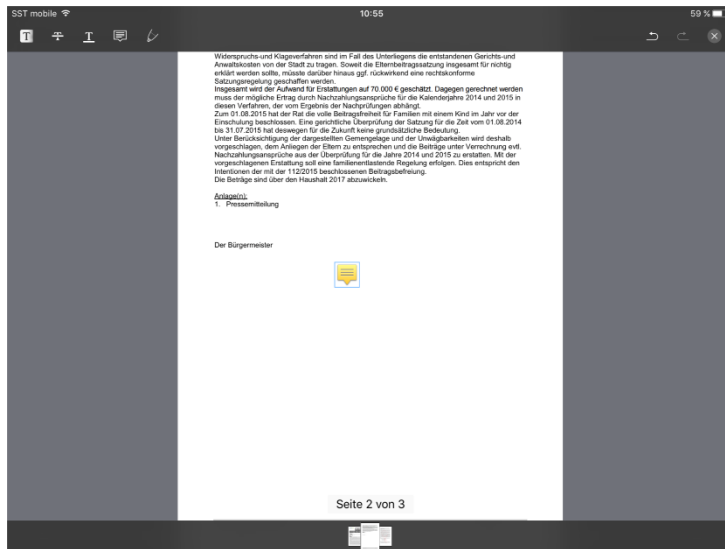 SST mobile
10:55
59 %
T
T
T
Widerspruchs-und Klageverfahren sind im Fall des Unterliegens die entstandenen Gerichts-und
Anwaltskosten von der Stadt zu tragen. Soweit die Elternbeitragssatzung insgesamt für nichtig
erklärt werden sollte, müsste darüber hinaus ggf. rückwirkend eine rechtskonforme
Satzungsregelung geschaffen werden.
Insgesamt wird der Aufwand für Erstattungen auf 70.000 € geschätzt. Dagegen gerechnet werden
muss der mögliche Ertrag durch Nachzahlungsansprüche für die Kalenderjahre 2014 und 2015 in
diesen Verfahren, der vom Ergebnis der Nachprüfungen abhängt.
Zum 01.08.2015 hat der Rat die volle Beitragsfreiheit für Familien mit einem Kind im Jahr vor der
Einschulung beschlossen. Eine gerichtliche Überprüfung der Satzung für die Zeit vom 01.08.2014
bis 31.07.2015 hat deswegen für die Zukunft keine grundsätzliche Bedeutung.
Unter Berücksichtigung der dargestellten Gemengelage und der Unwägbarkeiten wird deshalb
vorgeschlagen, dem Anliegen der Eltern zu entsprechen und die Beiträge unter Verrechnung evtl.
Nachzahlungsansprüche aus der Überprüfung für die Jahre 2014 und 2015 zu erstatten. Mit der
vorgeschlagenen Erstattung soll eine familienentlastende Regelung erfolgen. Dies entspricht den
Intentionen der mit der 112/2015 beschlossenen Beitragsbefreiung.
Die Beträge sind über den Haushalt 2017 abzuwickeln.
Anlage(n):
1. Pressemitteilung
Der Bürgermeister
Seite 2 von 3